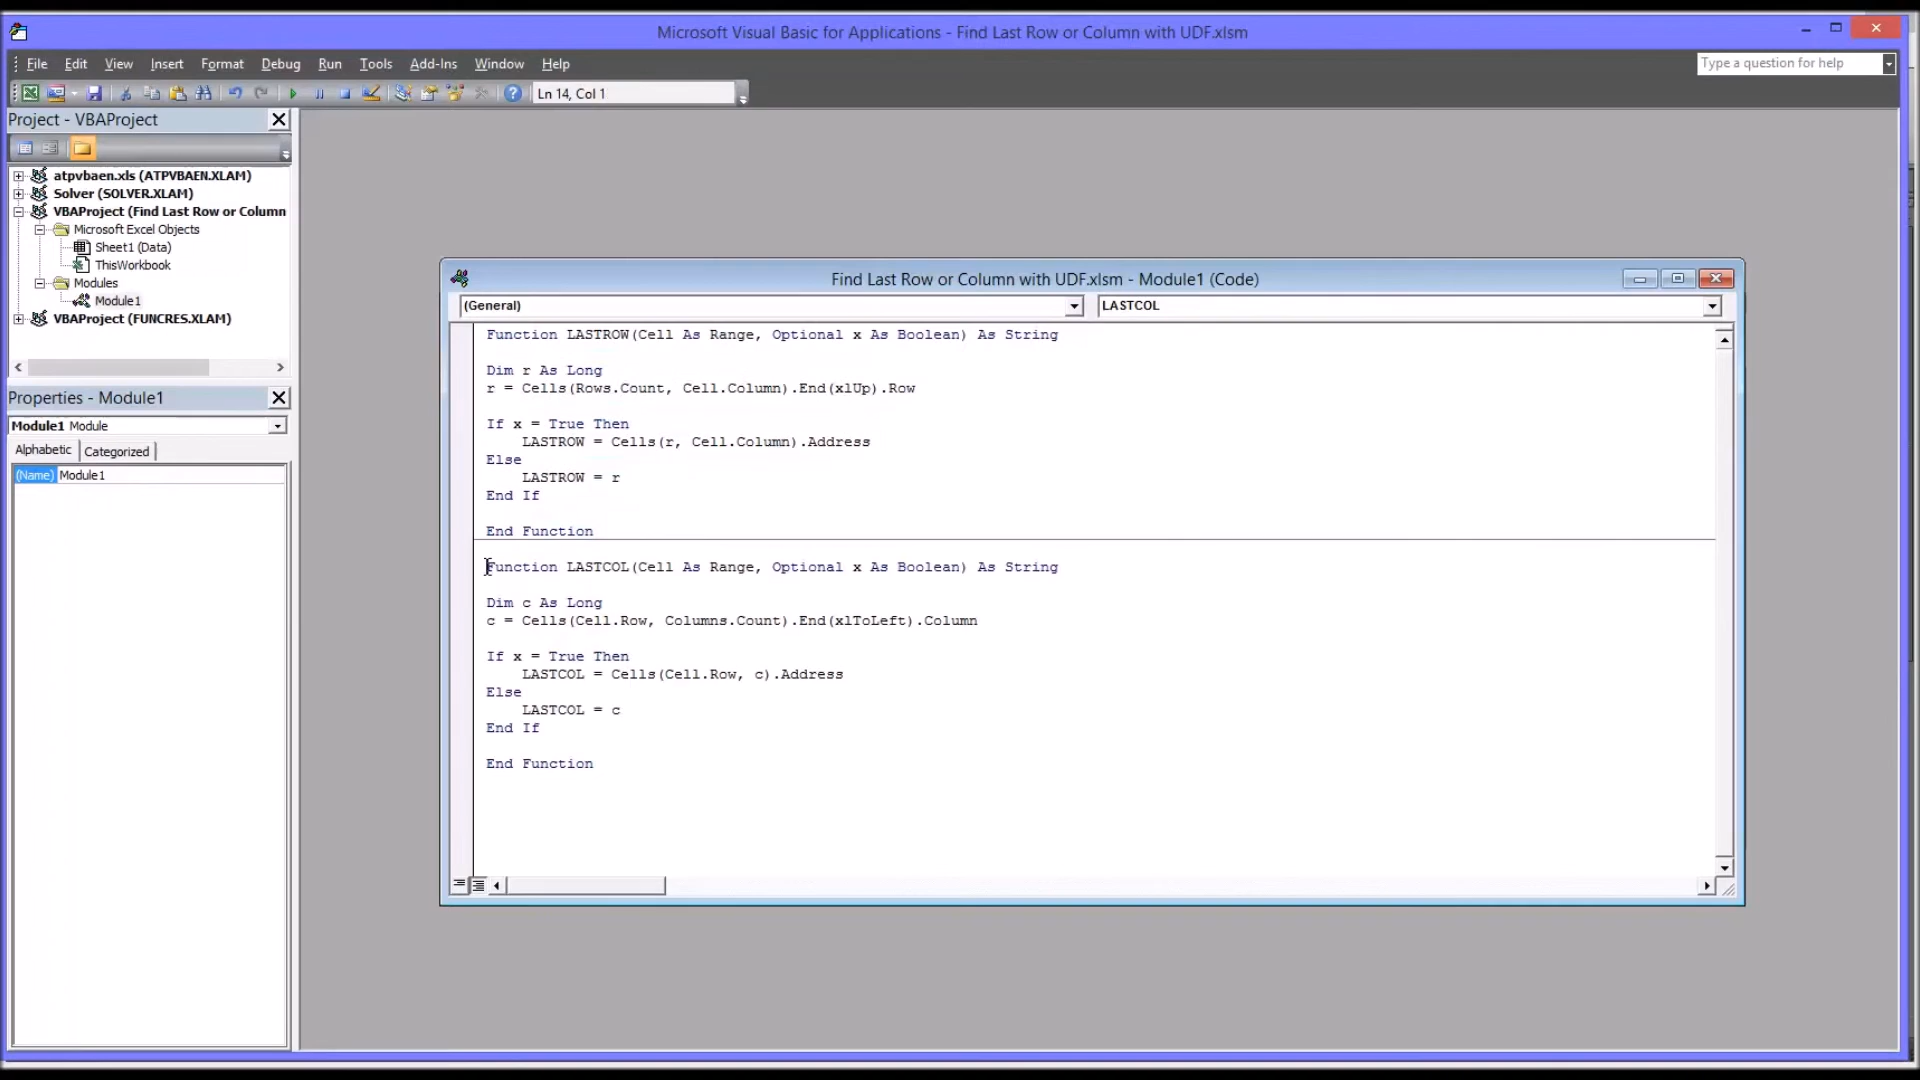 Microsoft Visual Basic for Applications - Find Last Row or Column with UDF.xlsm
File Edit View Insert Format Debug Run Tools Add-Ins Window Help
Type a question for help
Ln 14, Col 1
Project - VBAProject
atpvbaen.xls (ATPVBAEN.XLAM)
Solver (SOLVER.XLAM)
VBAProject (Find Last Row or Column
Microsoft Excel Objects
Sheet1 (Data)
ThisWorkbook
Modules
Module1
VBAProject (FUNCRES.XLAM)
Properties - Module1
Module1 Module
Alphabetic Categorized
(Name) Module1
Find Last Row or Column with UDF.xlsm - Module1 (Code)
(General) LASTCOL
Function LASTROW(Cell As Range, Optional x As Boolean) As String
Dim r As Long
r = Cells(Rows.Count, Cell.Column).End(xlUp).Row
If x = True Then
LASTROW = Cells(r, Cell.Column).Address
Else
LASTROW = r
End If
End Function
Function LASTCOL(Cell As Range, Optional x As Boolean) As String
Dim c As Long
c = Cells(Cell.Row, Columns.Count).End(xlToLeft).Column
If x = True Then
LASTCOL = Cells(Cell.Row, c).Address
Else
LASTCOL = c
End If
End Function